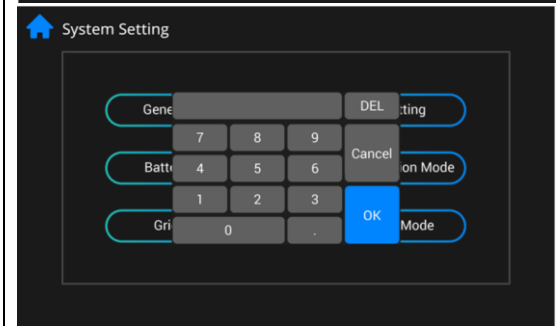 System Setting
Gene DEL tting
7 8 9
Cancel
Batt 4 5 6 ion Mode
1 2 3
OK
Gri 0 . Mode